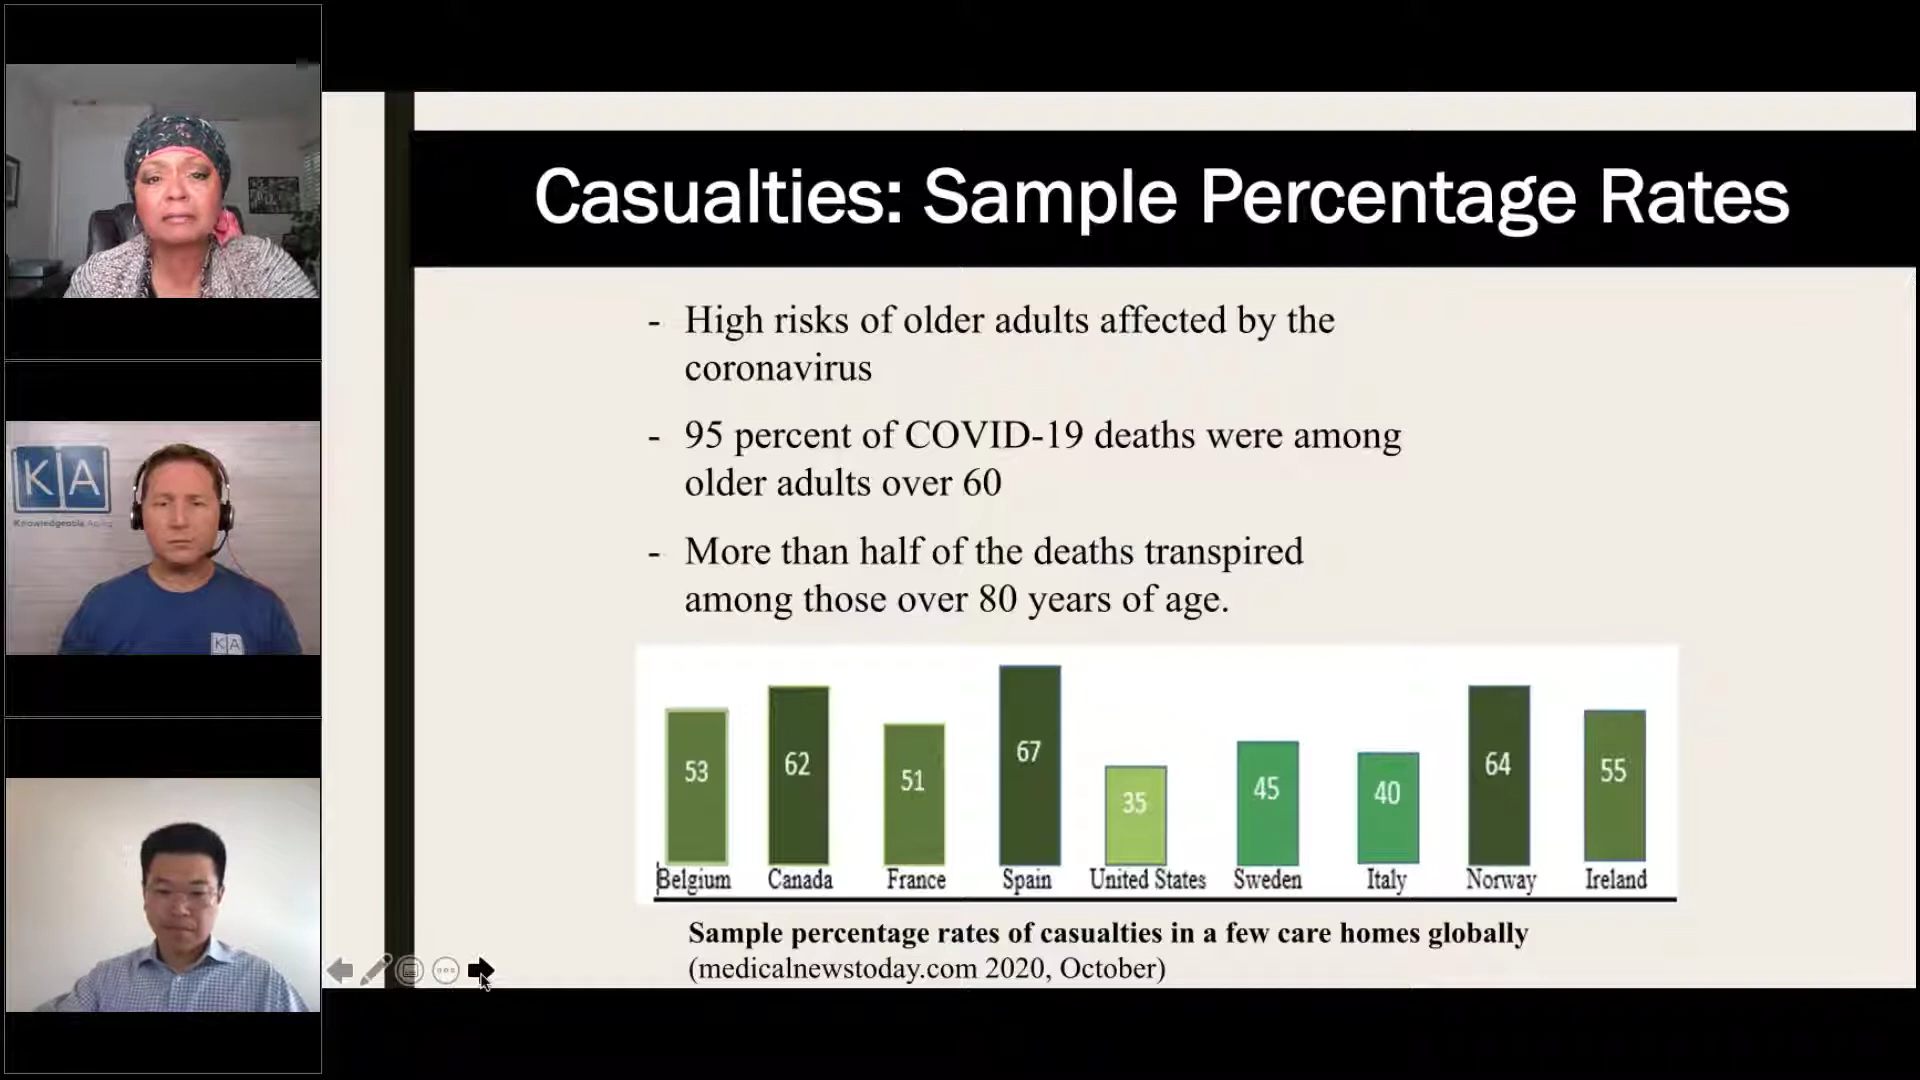 Casualties: Sample Percentage Rates
- High risks of older adults affected by the
coronavirus
- 95 percent of COVID-19 deaths were among
older adults over 60
- More than half of the deaths transpired
among those over 80 years of age.
53 62 51 67 35 45 40 64 55
Belgium Canada France Spain United States Sweden Italy Norway Ireland
Sample percentage rates of casualties in a few care homes globally
(medicalnewstoday.com 2020, October)
K A
Knowledgeable Aging
K A